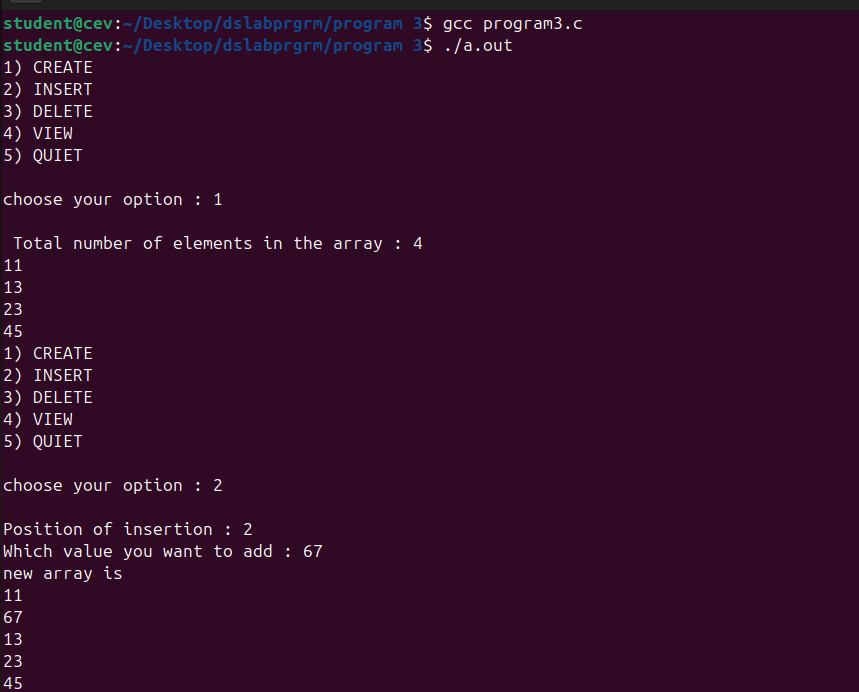 student@cev:~/Desktop/dslabprgrm/program 3$ gcc program3.c
student@cev:~/Desktop/dslabprgrm/program 3$ ./a.out
1) CREATE
2) INSERT
3) DELETE
4) VIEW
5) QUIET
choose your option : 1
Total number of elements in the array : 4
11
13
23
45
1) CREATE
2) INSERT
3) DELETE
4) VIEW
5) QUIET
choose your option : 2
Position of insertion : 2
Which value you want to add : 67
new array is
11
67
13
23
45